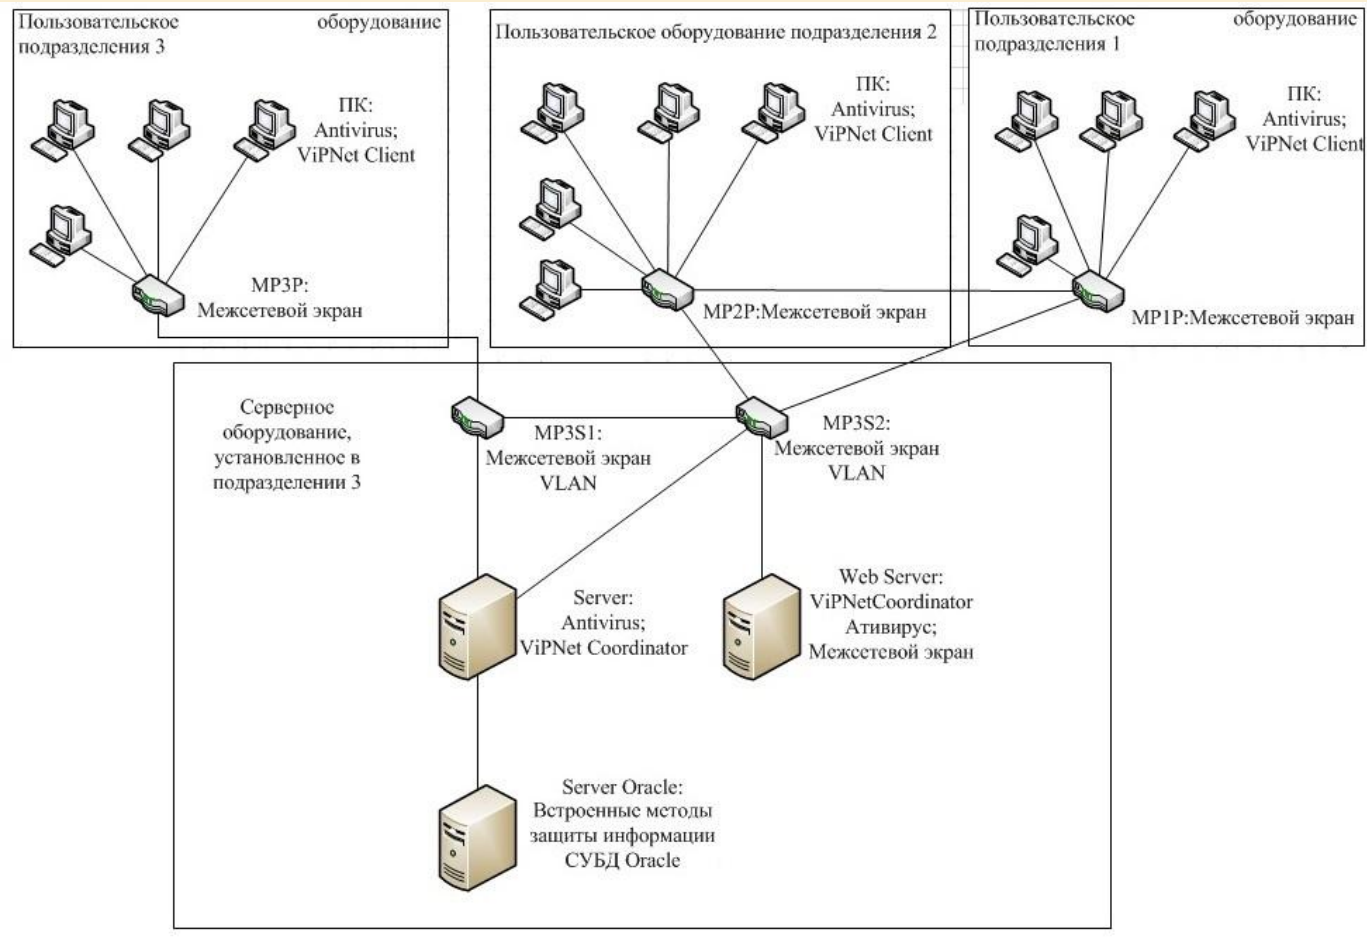 Пользовательское оборудование
подразделения 3
ПК:
Antivirus;
ViPNet Client
MP3P:
Межсетевой экран
Пользовательское оборудование подразделения 2
ПК:
Antivirus;
ViPNet Client
MP2P:Межсетевой экран
Пользовательское оборудование
подразделения 1
ПК:
Antivirus;
ViPNet Client
MP1P:Межсетевой экран
Серверное
оборудование,
установленное в
подразделении 3
MP3S1:
Межсетевой экран
VLAN
MP3S2:
Межсетевой экран
VLAN
Server:
Antivirus;
ViPNet Coordinator
Web Server:
ViPNetCoordinator
Ативирус;
Межсетевой экран
Server Oracle:
Встроенные методы
защиты информации
СУБД Oracle